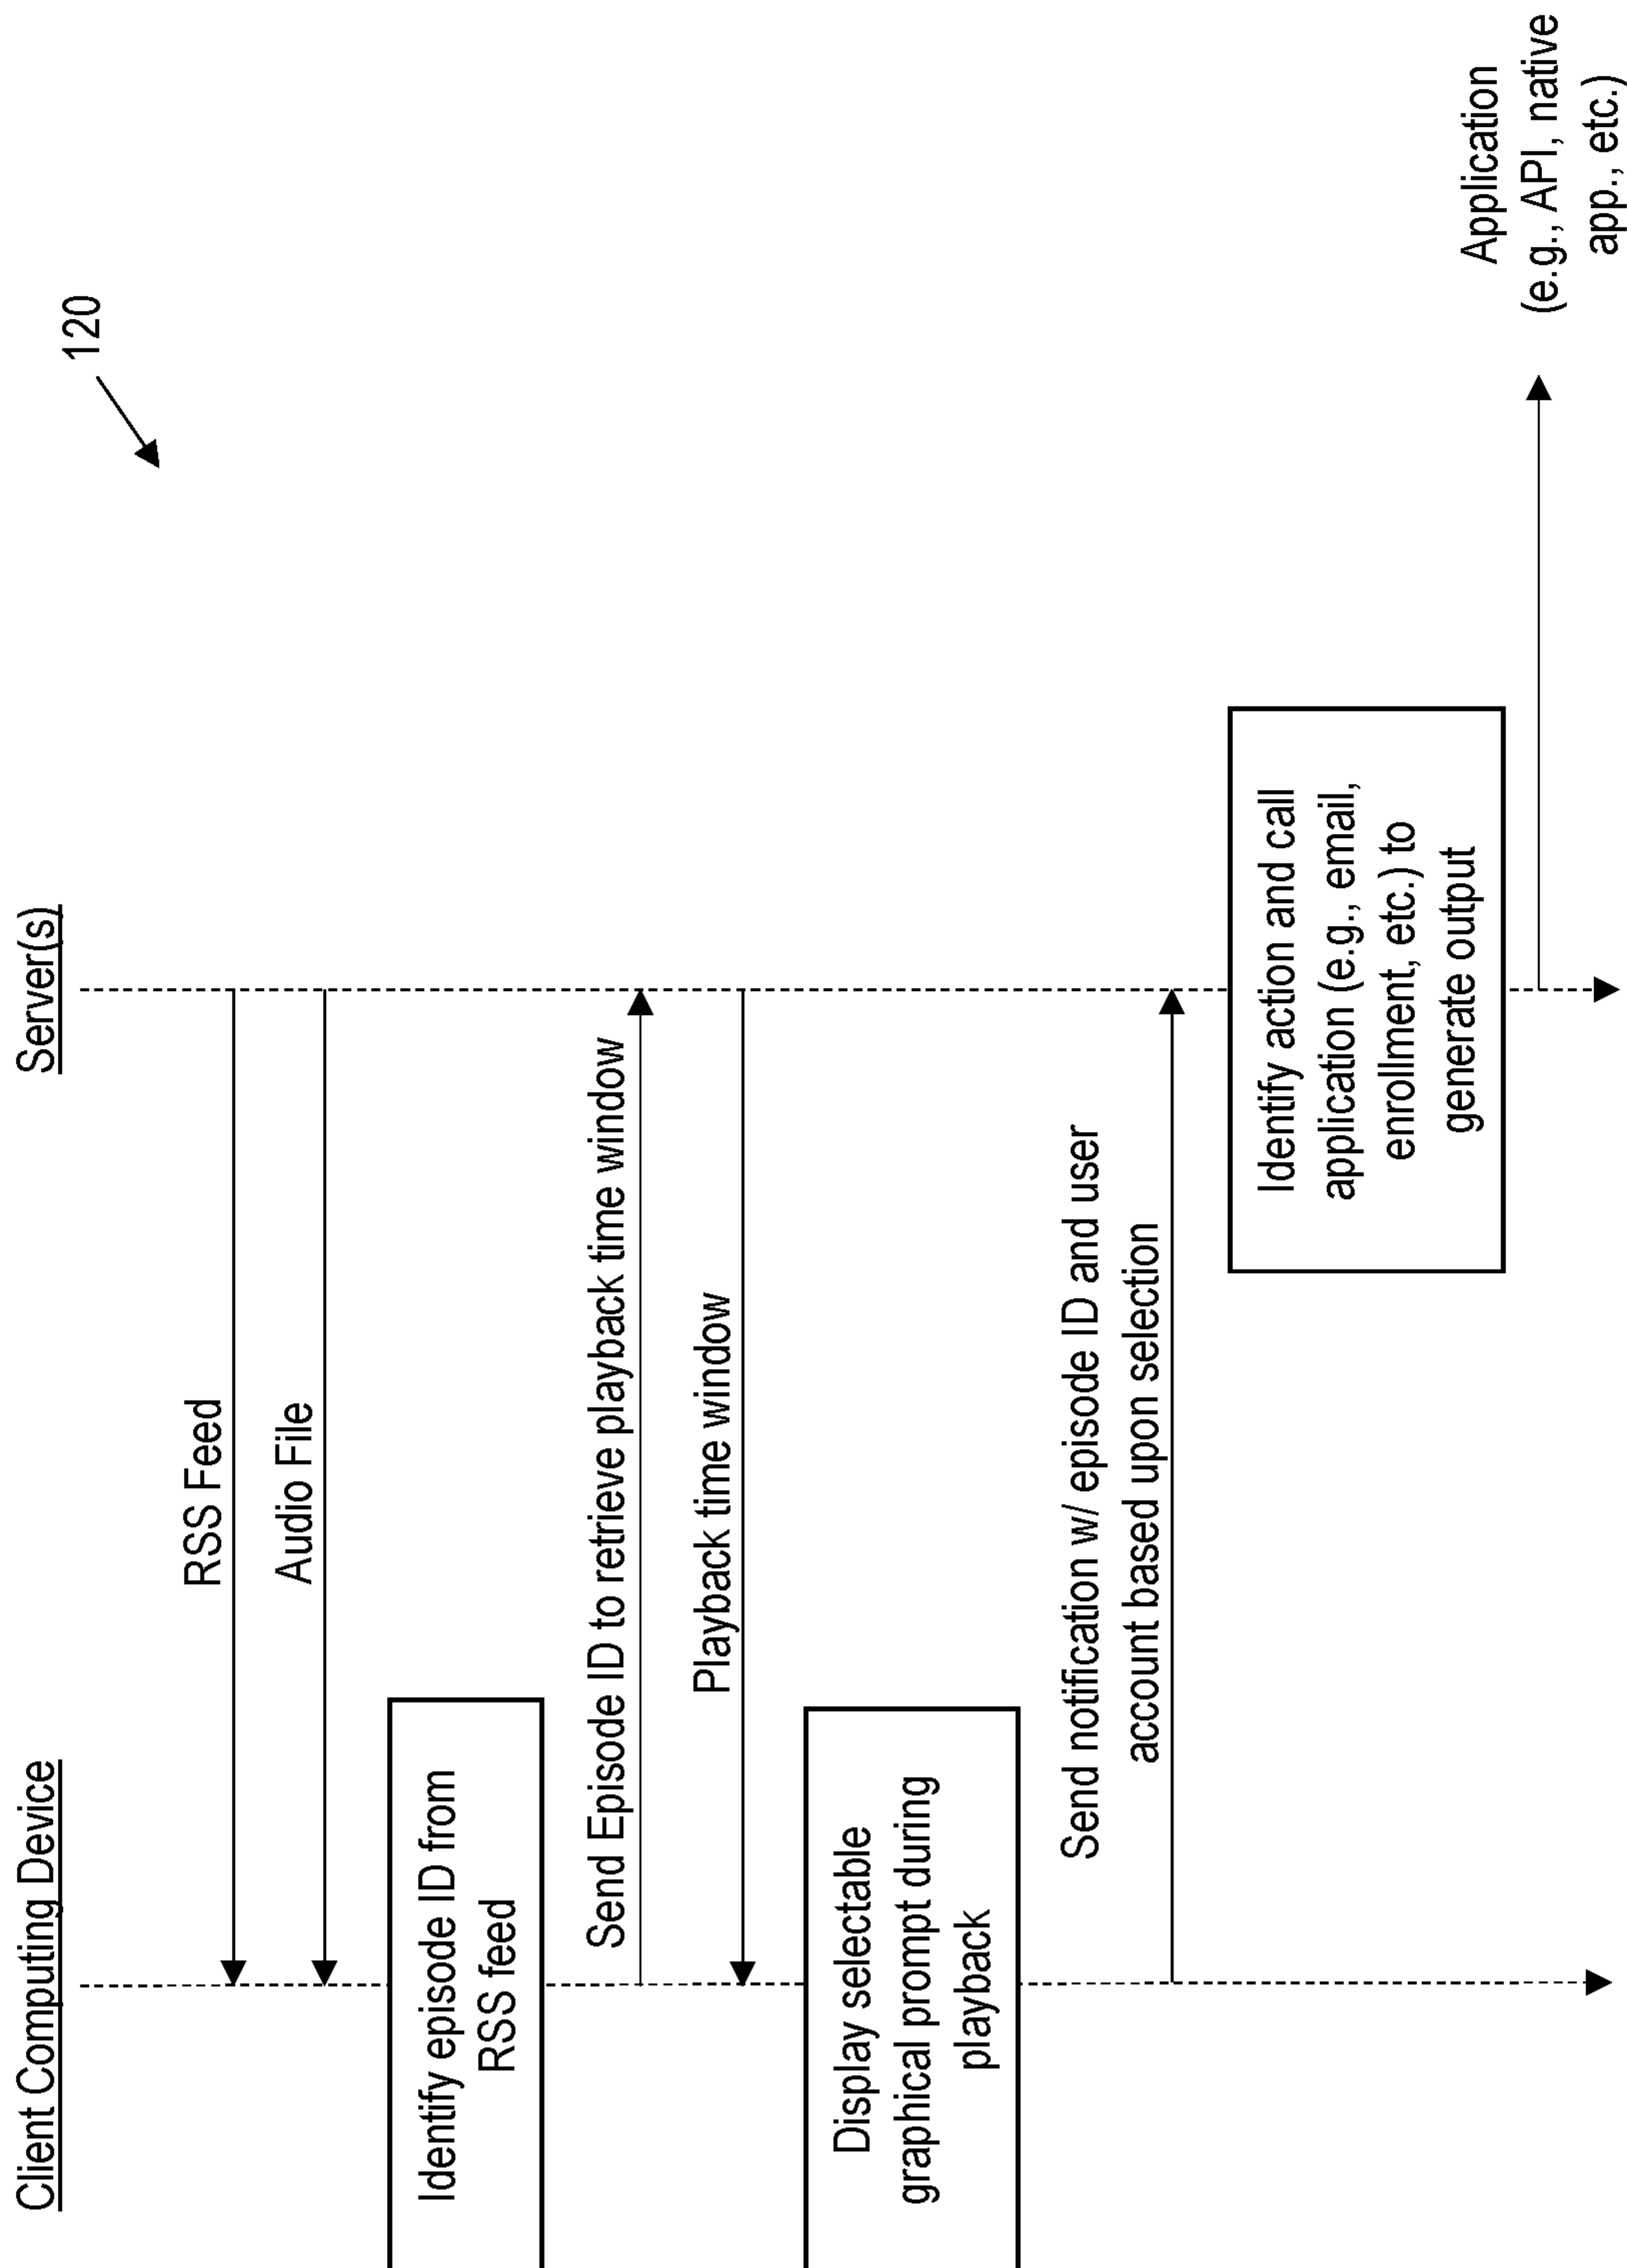 120
Client Computing Device
Server(s)
RSS Feed
Audio File
Identify episode ID from
RSS feed
Send Episode ID to retrieve playback time window
Playback time window
Display selectable
graphical prompt during
playback
Send notification w/ episode ID and user
account based upon selection
Identify action and call
application (e.g., email,
enrollment, etc.) to
generate output
Application
(e.g., API, native
app., etc.)